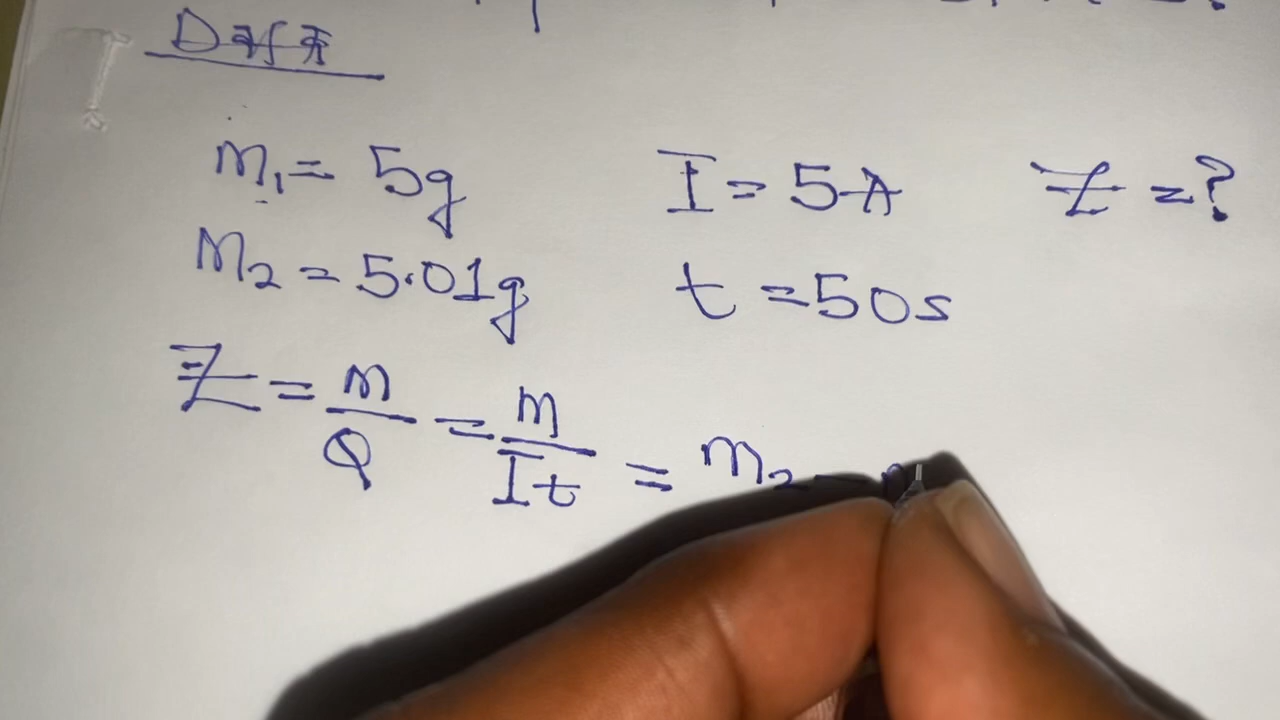 Data
m₁ = 5g I = 5A Z = ?
m₂ = 5.01g t = 50s
Z = m/Q = m/It = m₂ -